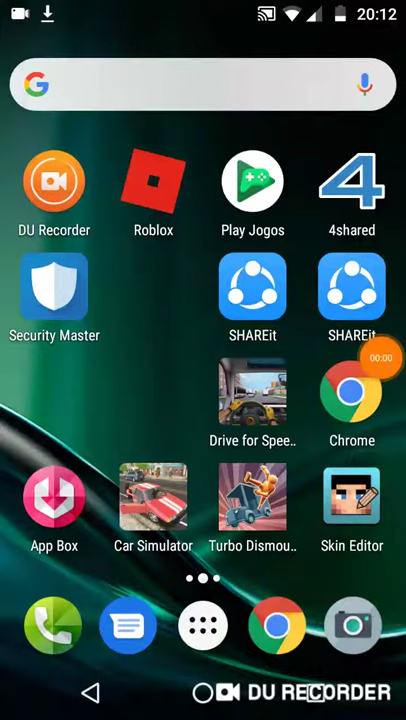 20:12
DU Recorder
Roblox
Play Jogos
4shared
Security Master
SHAREit
SHAREit
00:00
Drive for Spee..
Chrome
App Box
Car Simulator
Turbo Dismou..
Skin Editor
DU RECORDER